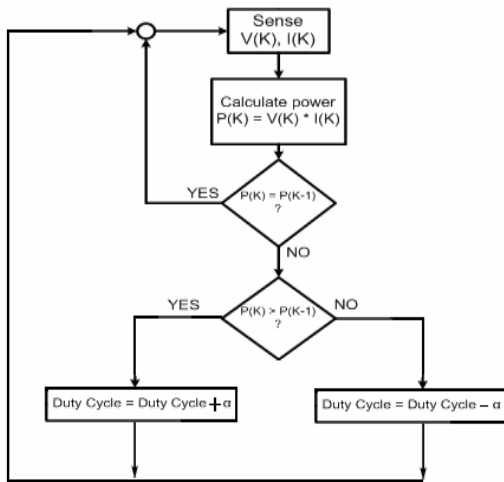 Sense
V(K), I(K)
Calculate power
P(K) = V(K) * I(K)
YES
P(K) = P(K-1)
?
NO
YES
P(K) > P(K-1)
?
NO
Duty Cycle = Duty Cycle + α
Duty Cycle = Duty Cycle − α